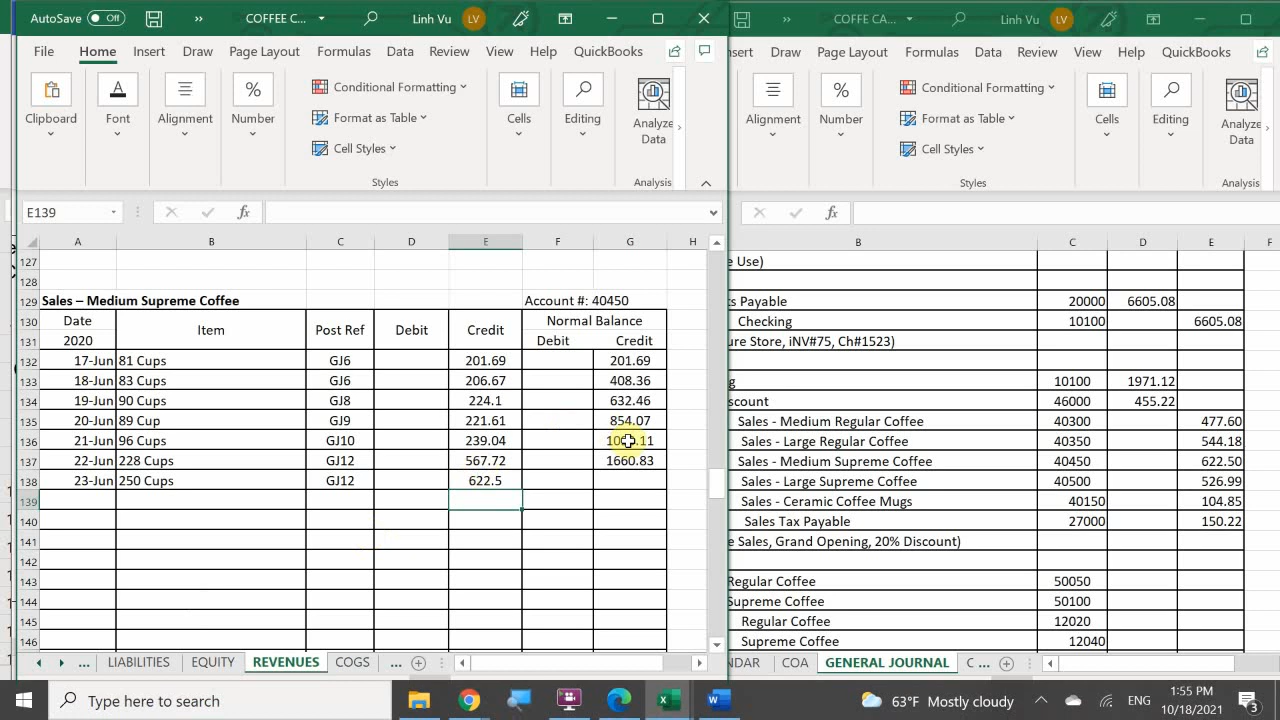 AutoSave Off COFFEE C... Linh Vu LV
COFFE CA... Linh Vu LV
File Home Insert Draw Page Layout Formulas Data Review View Help QuickBooks
Draw Page Layout Formulas Data Review View Help QuickBooks
Clipboard Font Alignment Number Conditional Formatting Format as Table Cell Styles Cells Editing Analyze Data
Styles Analysis
Alignment Number Conditional Formatting Format as Table Cell Styles Cells Editing Analyze Data
Styles Analysis
E139 fx
fx
A B C D E F G H
127
128
129 Sales – Medium Supreme Coffee Account #: 40450
130 Date Item Post Ref Debit Credit Normal Balance
131 2020 Debit Credit
132 17-Jun 81 Cups GJ6 201.69 201.69
133 18-Jun 83 Cups GJ6 206.67 408.36
134 19-Jun 90 Cups GJ8 224.1 632.46
135 20-Jun 89 Cup GJ9 221.61 854.07
136 21-Jun 96 Cups GJ10 239.04
137 22-Jun 228 Cups GJ12 567.72 1660.83
138 23-Jun 250 Cups GJ12 622.5
139
140
141
142
143
144
145
146
B C D E F
Use)
Payable 20000 6605.08
Checking 10100 6605.08
Store, iNV#75, Ch#1523)
10100 1971.12
46000 455.22
Sales - Medium Regular Coffee 40300 477.60
Sales - Large Regular Coffee 40350 544.18
Sales - Medium Supreme Coffee 40450 622.50
Sales - Large Supreme Coffee 40500 526.99
Sales - Ceramic Coffee Mugs 40150 104.85
Sales Tax Payable 27000 150.22
Sales, Grand Opening, 20% Discount)
Regular Coffee 50050
Supreme Coffee 50100
Regular Coffee 12020
Supreme Coffee 12040
... LIABILITIES EQUITY REVENUES COGS ...
COA GENERAL JOURNAL C ...
Type here to search 63°F Mostly cloudy ENG 1:55 PM 10/18/2021 3